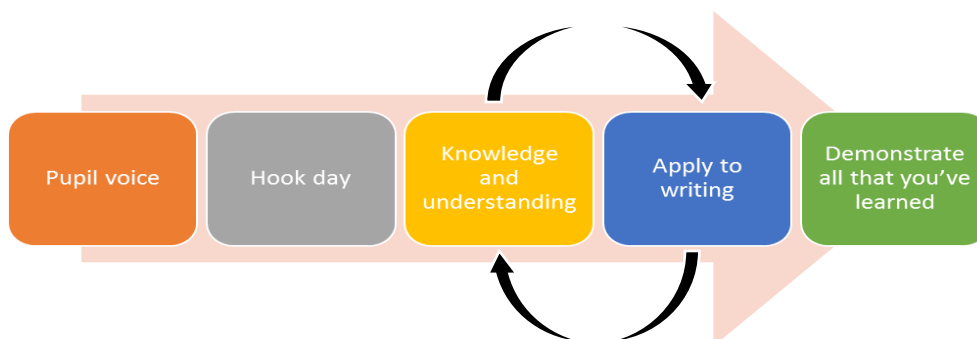 Pupil voice
Hook day
Knowledge
and
understanding
Apply to
writing
Demonstrate
all that you've
learned